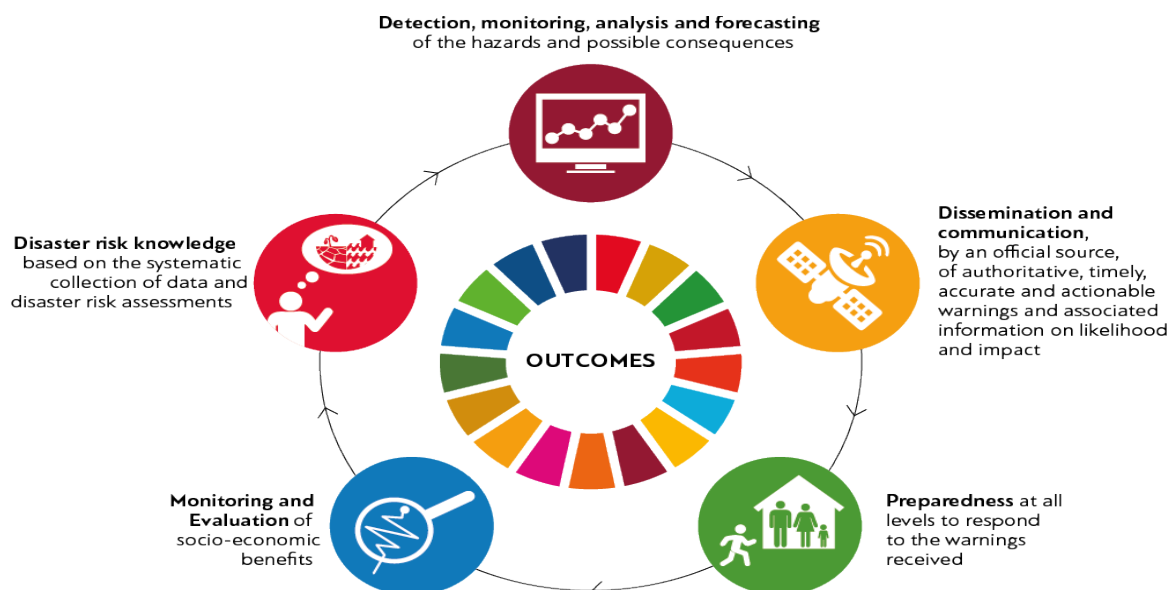 Detection, monitoring, analysis and forecasting
of the hazards and possible consequences
Disaster risk knowledge
based on the systematic
collection of data and
disaster risk assessments
Dissemination and
communication,
by an official source,
of authoritative, timely,
accurate and actionable
warnings and associated
information on likelihood
and impact
OUTCOMES
Monitoring and
Evaluation of
socio-economic
benefits
Preparedness at all
levels to respond
to the warnings
received